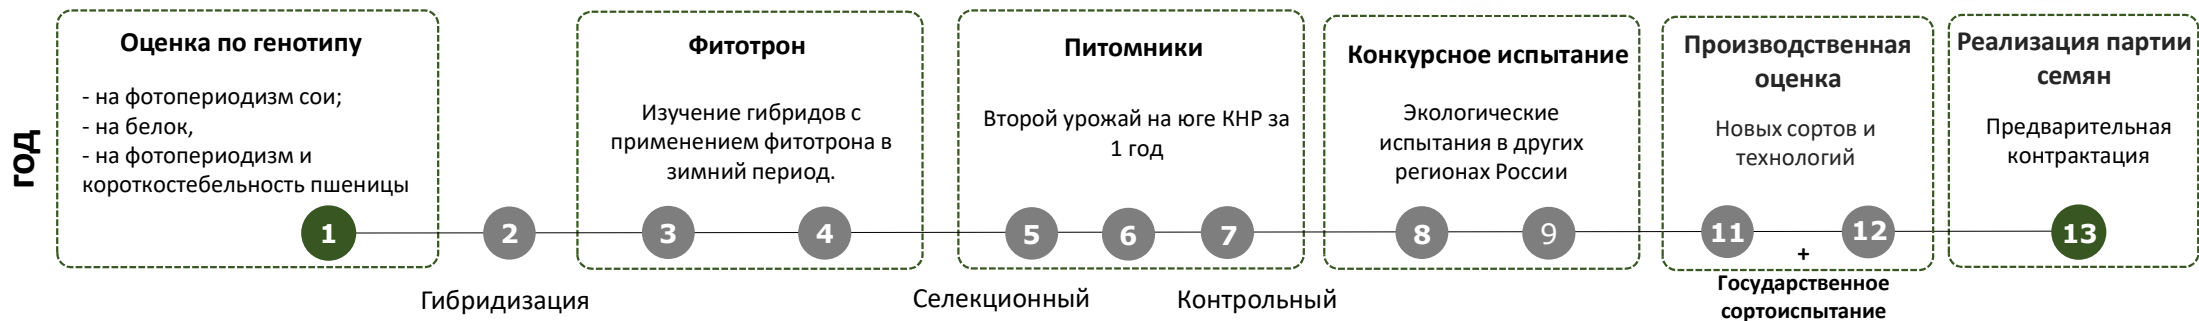 год
Оценка по генотипу
- на фотопериодизм сои;
- на белок,
- на фотопериодизм и
короткостебельность пшеницы
1
2
Гибридизация
Фитотрон
Изучение гибридов с
применением фитотрона в
зимний период.
3
4
Питомники
Второй урожай на юге КНР за
1 год
5
6
7
Селекционный
Контрольный
Конкурсное испытание
Экологические
испытания в других
регионах России
8
9
Производственная
оценка
Новых сортов и
технологий
11
12
+
Государственное
сортоиспытание
Реализация партии
семян
Предварительная
контрактация
13